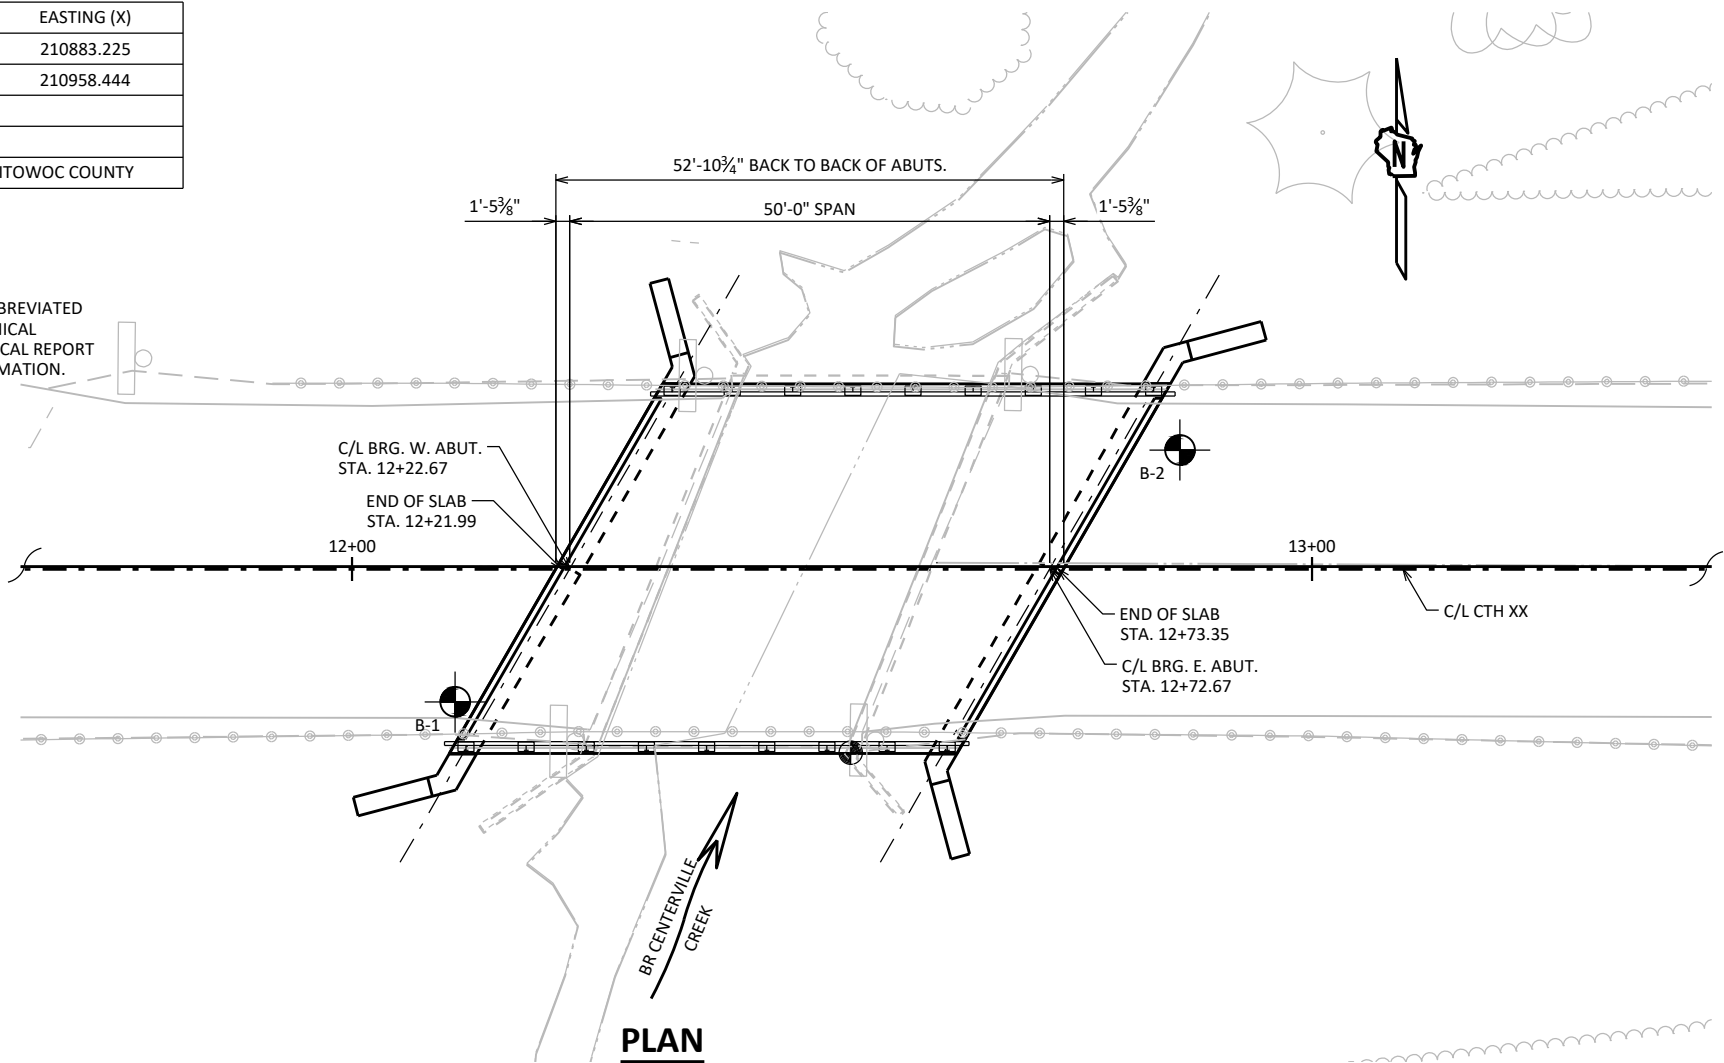 EASTING (X)
210883.225
210958.444
ITOWOC COUNTY
BREVIATED
NICAL
CAL REPORT
MATION.
52'-10¾" BACK TO BACK OF ABUTS.
1'-5⅜"
50'-0" SPAN
1'-5⅜"
N
C/L BRG. W. ABUT.
STA. 12+22.67
END OF SLAB
STA. 12+21.99
B-2
12+00
13+00
END OF SLAB
STA. 12+73.35
C/L CTH XX
C/L BRG. E. ABUT.
STA. 12+72.67
B-1
BR CENTERVILLE
CREEK
PLAN